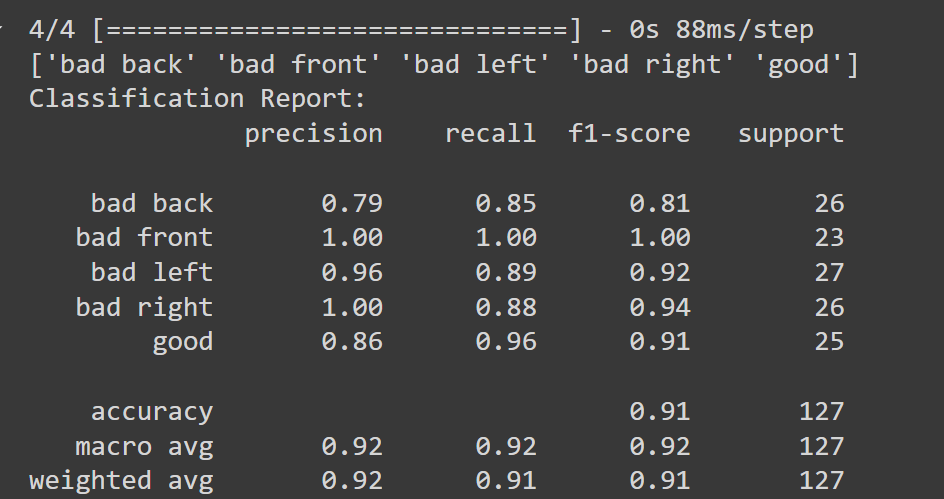 4/4 [==============================] - 0s 88ms/step
['bad back' 'bad front' 'bad left' 'bad right' 'good']
Classification Report:
precision recall f1-score support
bad back 0.79 0.85 0.81 26
bad front 1.00 1.00 1.00 23
bad left 0.96 0.89 0.92 27
bad right 1.00 0.88 0.94 26
good 0.86 0.96 0.91 25
accuracy 0.91 127
macro avg 0.92 0.92 0.92 127
weighted avg 0.92 0.91 0.92 127